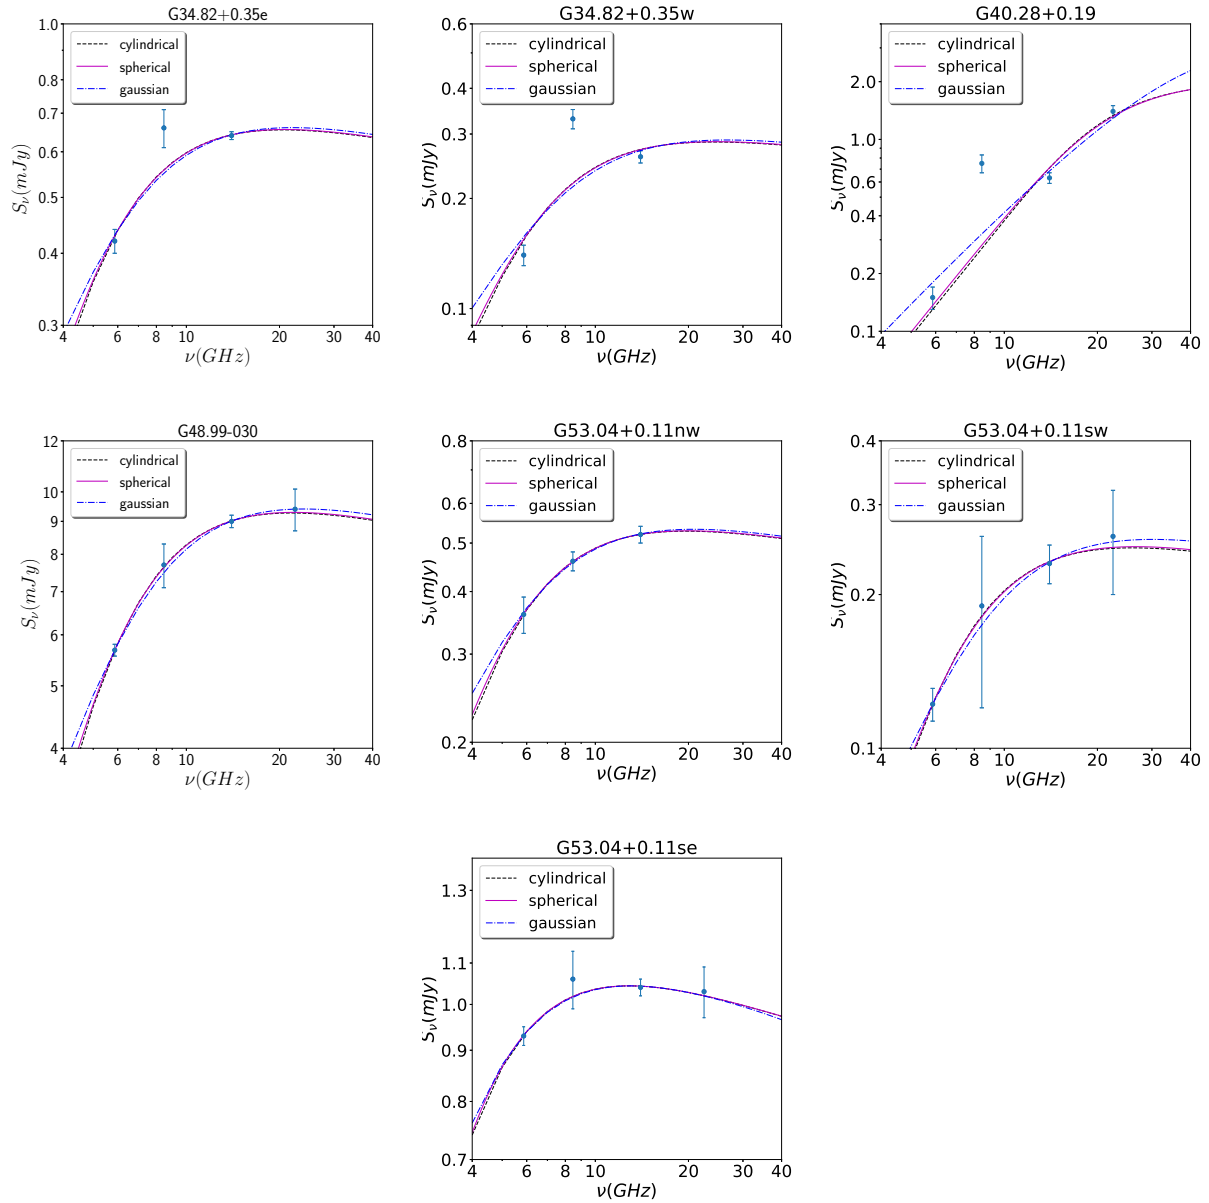 G34.82+0.35e
1.0
0.8
0.7
0.6
0.5
0.4
0.3
S_ν(mJy)
cylindrical
spherical
gaussian
4 6 8 10 20 30 40
ν(GHz)
G34.82+0.35w
0.6
0.4
0.3
0.2
0.1
S_ν(mJy)
cylindrical
spherical
gaussian
4 6 8 10 20 30 40
ν(GHz)
G40.28+0.19
2.0
1.0
0.6
0.4
0.2
0.1
S_ν(mJy)
cylindrical
spherical
gaussian
4 6 8 10 20 30 40
ν(GHz)
G48.99-030
12
10
9
8
7
6
5
4
S_ν(mJy)
cylindrical
spherical
gaussian
4 6 8 10 20 30 40
ν(GHz)
G53.04+0.11nw
0.8
0.6
0.5
0.4
0.3
0.2
S_ν(mJy)
cylindrical
spherical
gaussian
4 6 8 10 20 30 40
ν(GHz)
G53.04+0.11sw
0.4
0.3
0.2
0.1
S_ν(mJy)
cylindrical
spherical
gaussian
4 6 8 10 20 30 40
ν(GHz)
G53.04+0.11se
1.3
1.1
1.0
0.9
0.8
0.7
S_ν(mJy)
cylindrical
spherical
gaussian
4 6 8 10 20 30 40
ν(GHz)